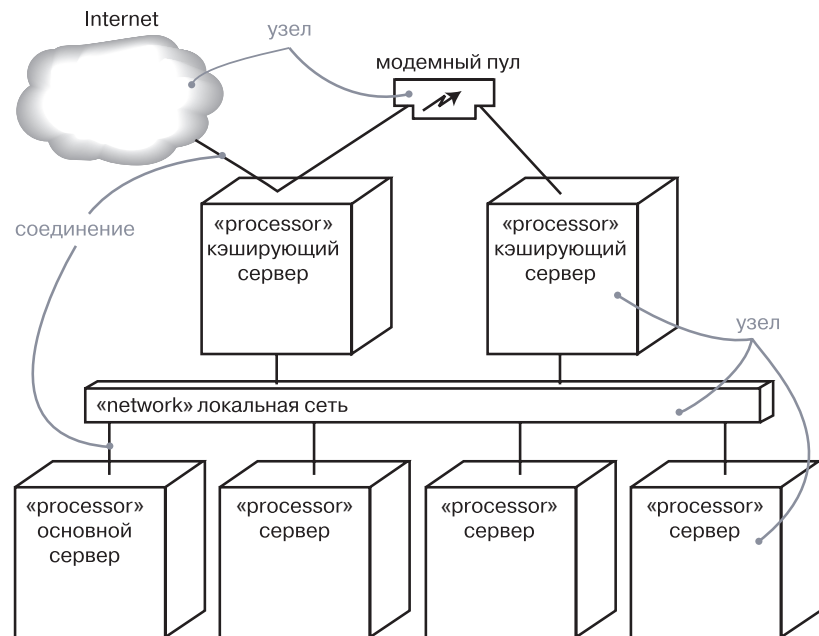 Internet
узел
модемный пул
соединение
«processor»
кэширующий
сервер
«processor»
кэширующий
сервер
узел
«network» локальная сеть
«processor»
основной
сервер
«processor»
сервер
«processor»
сервер
«processor»
сервер